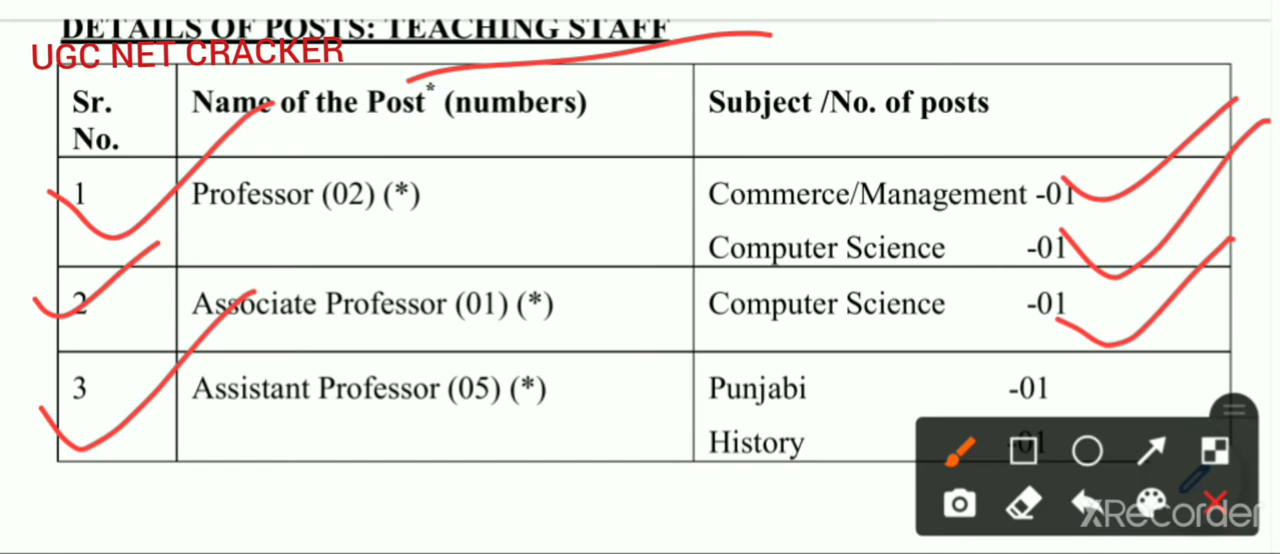 DETAILS OF POSTS: TEACHING STAFF
UGC NET CRACKER
Sr. No. Name of the Post* (numbers) Subject /No. of posts
1 Professor (02) (*) Commerce/Management -01
Computer Science -01
2 Associate Professor (01) (*) Computer Science -01
3 Assistant Professor (05) (*) Punjabi -01
History -01
XRecorder